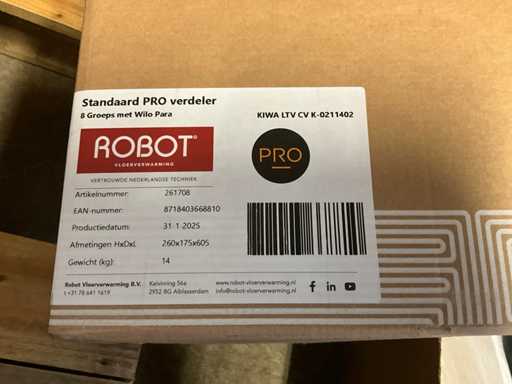 Standaard PRO verdeler
8 Groeps met Wilo Para
KIWA LTV CV K-0211402
ROBOT®
VLOERVERWARMING
PRO
VERTROUWDE NEDERLANDSE TECHNIEK
Artikelnummer: 261708
EAN-nummer: 8718403668810
Productiedatum: 31-1-2025
Afmetingen HxDxL 260x175x605
Gewicht (kg): 14
Robot Vloerverwarming B.V. Kelvinring 56a www.robot-vloerverwarming.nl
t +31 78 641 1619 2952 BG Alblasserdam info@robot-vloerverwarming.nl